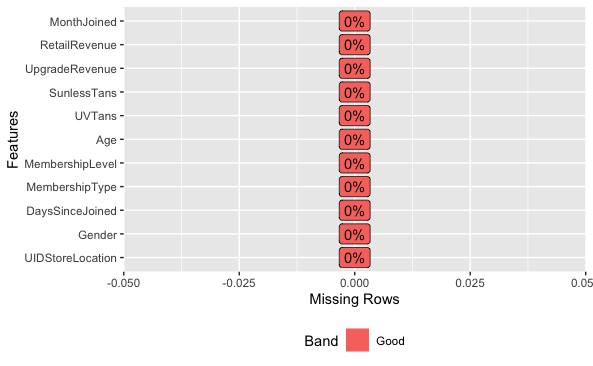 MonthJoined 0%
RetailRevenue 0%
UpgradeRevenue 0%
SunlessTans 0%
UVTans 0%
Age 0%
MembershipLevel 0%
MembershipType 0%
DaysSinceJoined 0%
Gender 0%
UIDStoreLocation 0%
Features
-0.050 -0.025 0.000 0.025 0.05
Missing Rows
Band Good